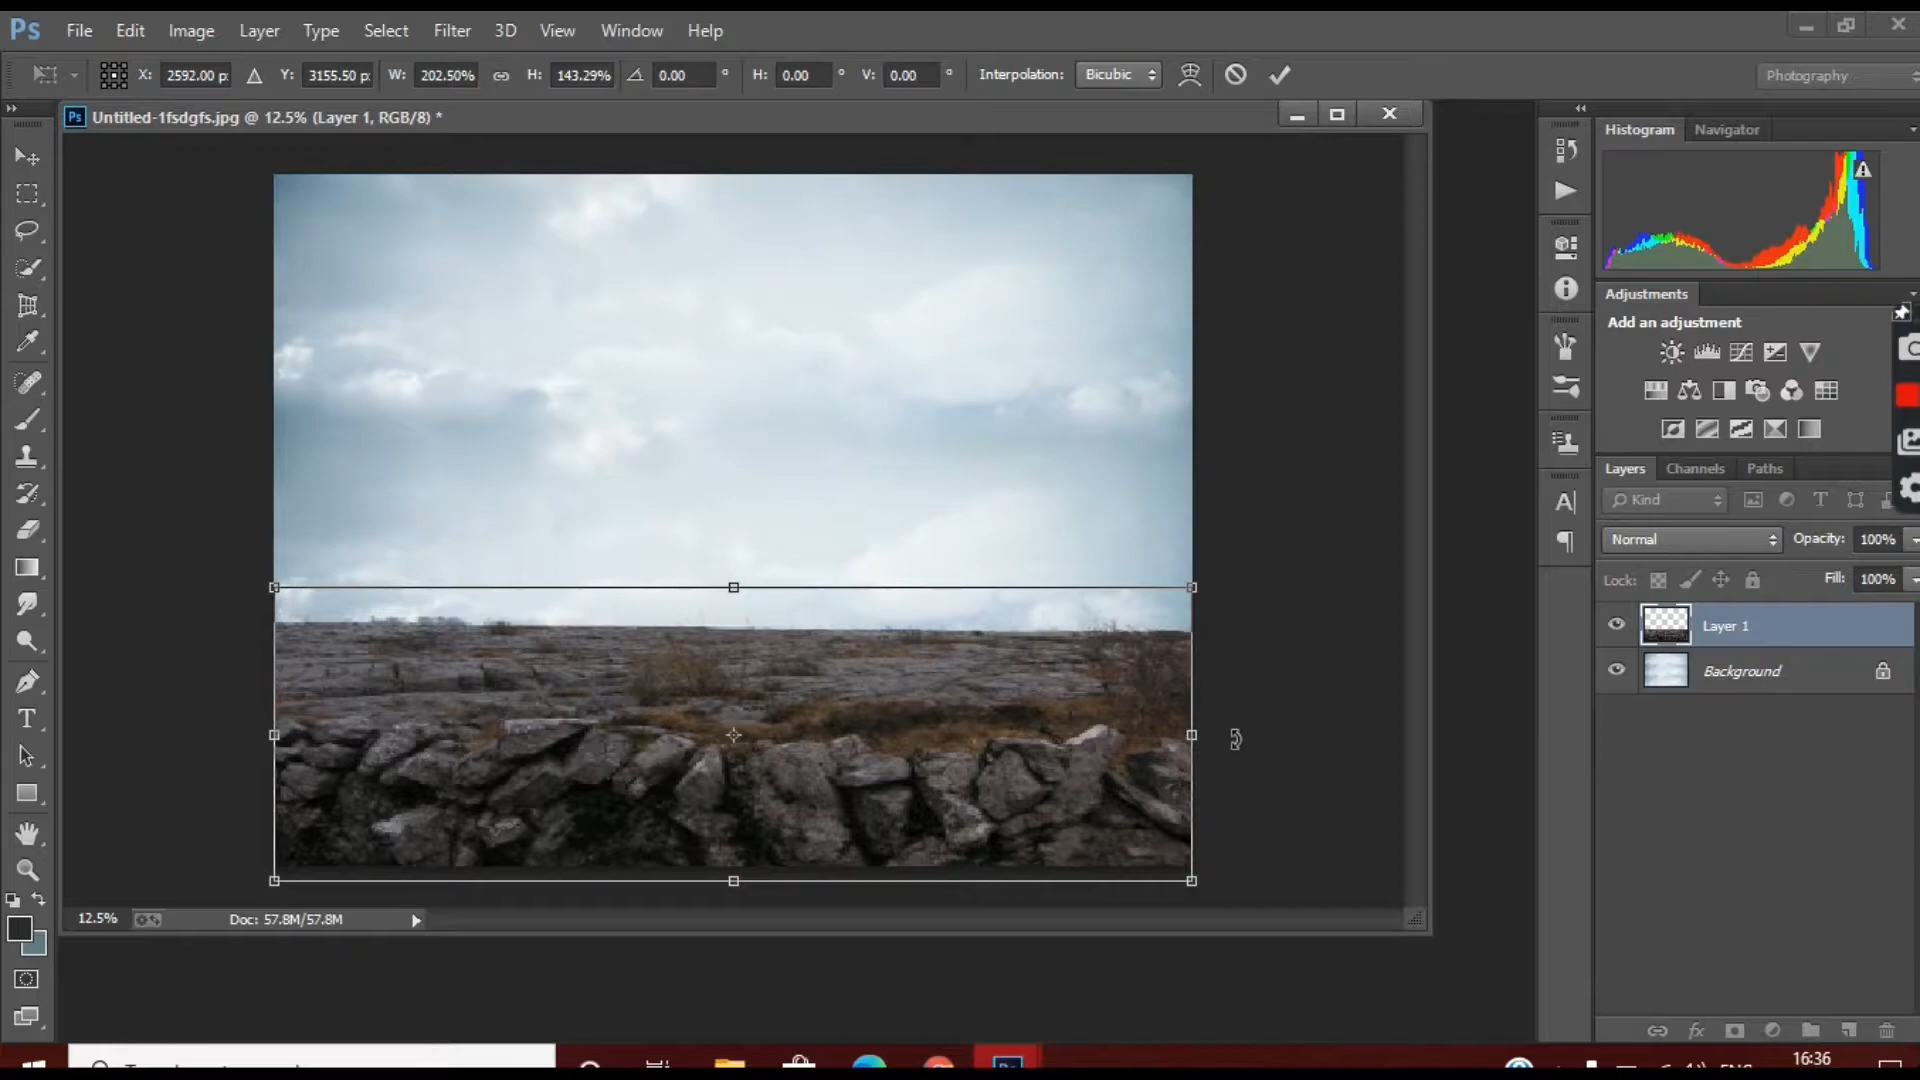 Ps File Edit Image Layer Type Select Filter 3D View Window Help
X: 2592.00 p Y: 3155.50 p W: 202.50% H: 143.29% 0.00 ° H: 0.00 ° V: 0.00 ° Interpolation: Bicubic Photography
Ps Untitled-1fsdgfs.jpg @ 12.5% (Layer 1, RGB/8) *
Histogram Navigator
Adjustments
Add an adjustment
Layers Channels Paths
Kind
Normal Opacity: 100%
Lock: Fill: 100%
Layer 1
Background
12.5% Doc: 57.8M/57.8M
16:36